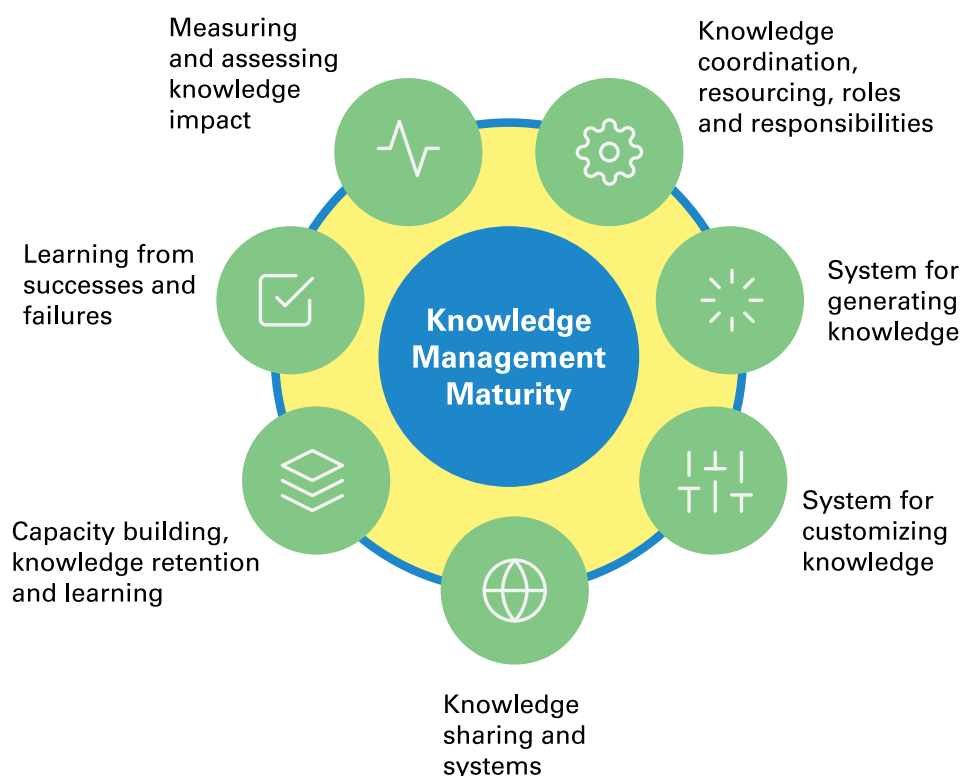 Measuring
and assessing
knowledge
impact
Knowledge
coordination,
resourcing, roles
and responsibilities
Learning from
successes and
failures
System for
generating
knowledge
Knowledge
Management
Maturity
Capacity building,
knowledge retention
and learning
System for
customizing
knowledge
Knowledge
sharing and
systems